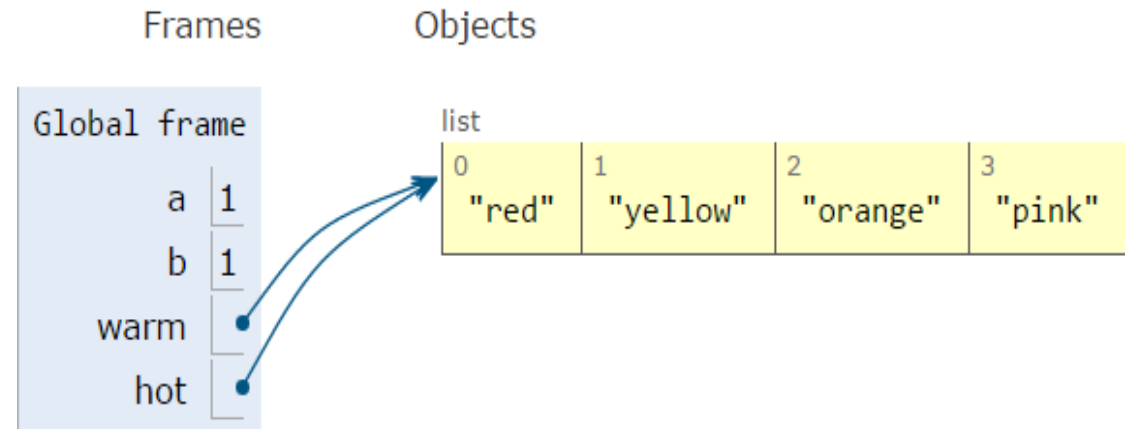 Frames Objects
Global frame
list
0 1 2 3
a 1 "red" "yellow" "orange" "pink"
b 1
warm
hot